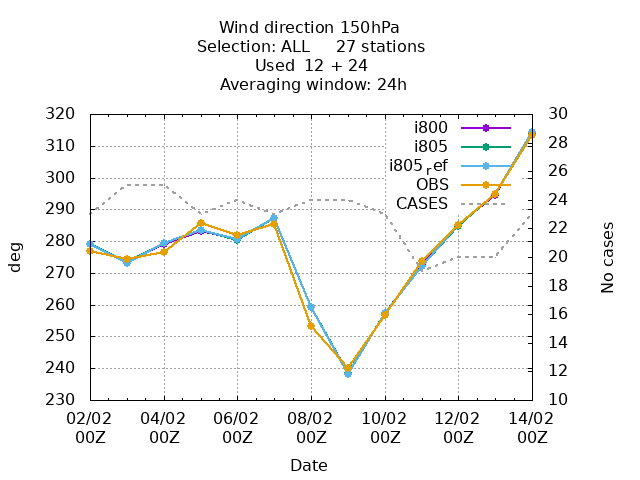 Wind direction 150hPa
Selection: ALL 27 stations
Used 12 + 24
Averaging window: 24h
320
310
300
290
280
270
260
250
240
230
30
28
26
24
22
20
18
16
14
12
10
i800
i805
i805ref
OBS
CASES
deg
No cases
02/02 04/02 06/02 08/02 10/02 12/02 14/02
00Z 00Z 00Z 00Z 00Z 00Z 00Z
Date